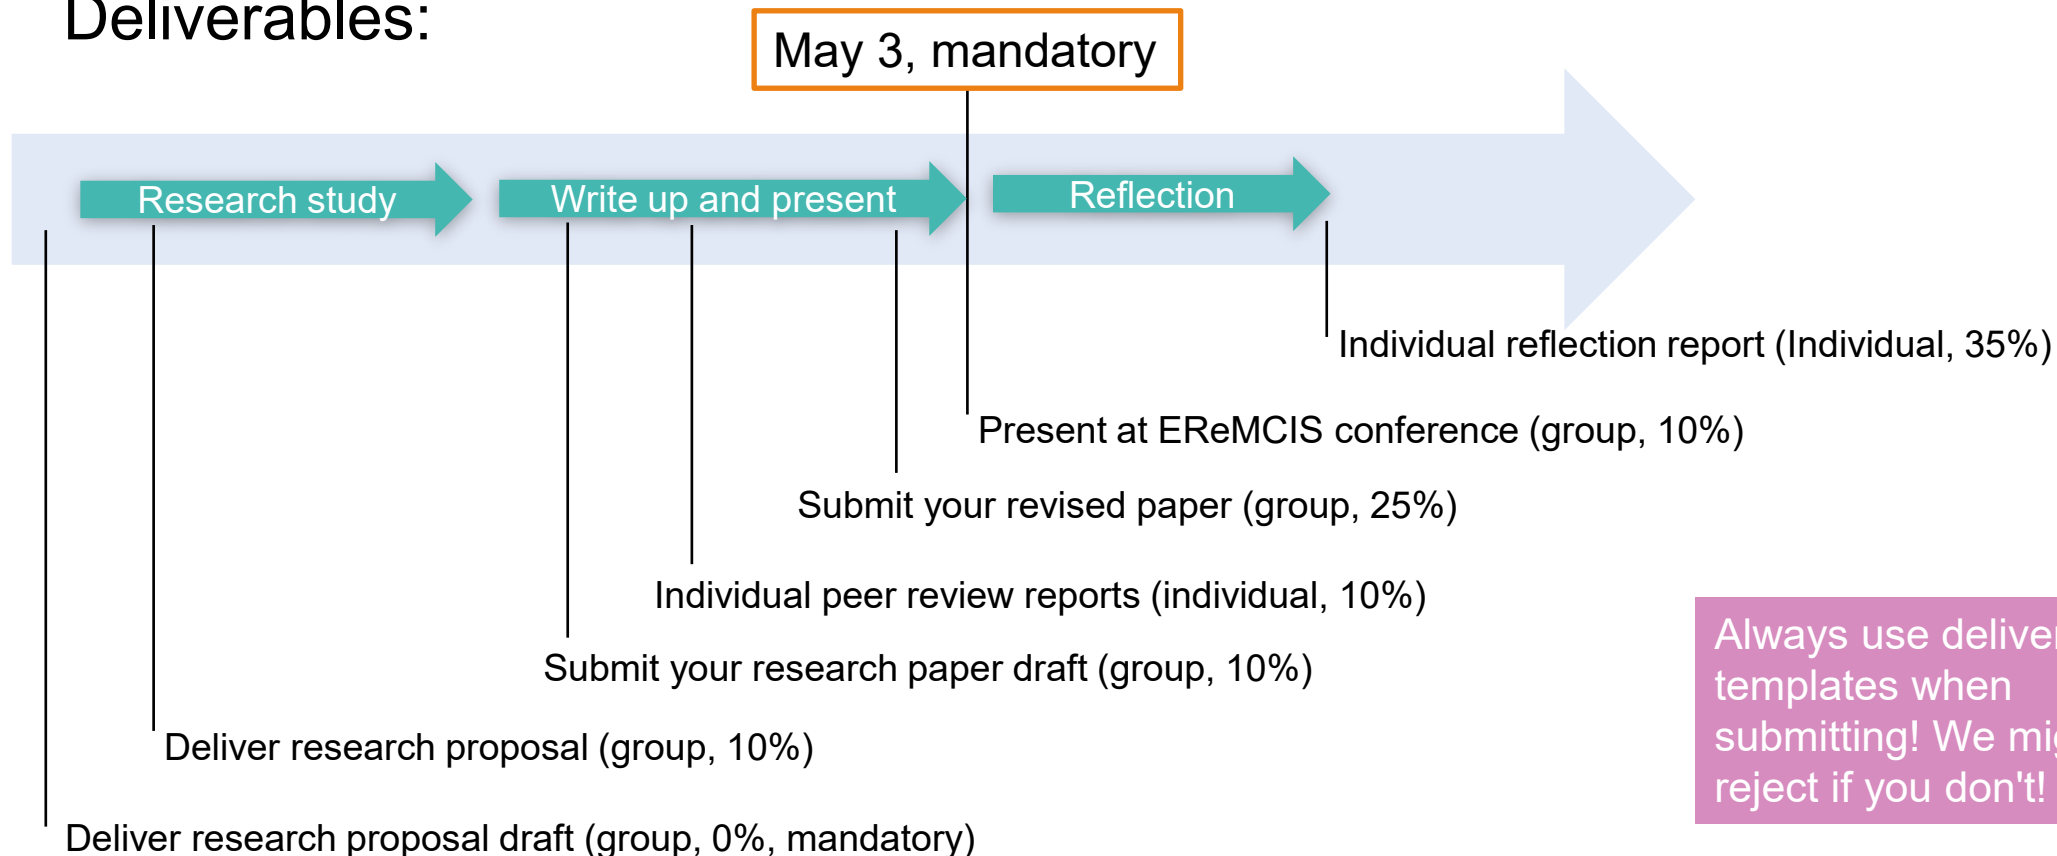 Deliverables:
May 3, mandatory
Research study
Write up and present
Reflection
Individual reflection report (Individual, 35%)
Present at EReMCIS conference (group, 10%)
Submit your revised paper (group, 25%)
Individual peer review reports (individual, 10%)
Submit your research paper draft (group, 10%)
Deliver research proposal (group, 10%)
Deliver research proposal draft (group, 0%, mandatory)
Always use
templates when
submitting! We
reject if you don't!